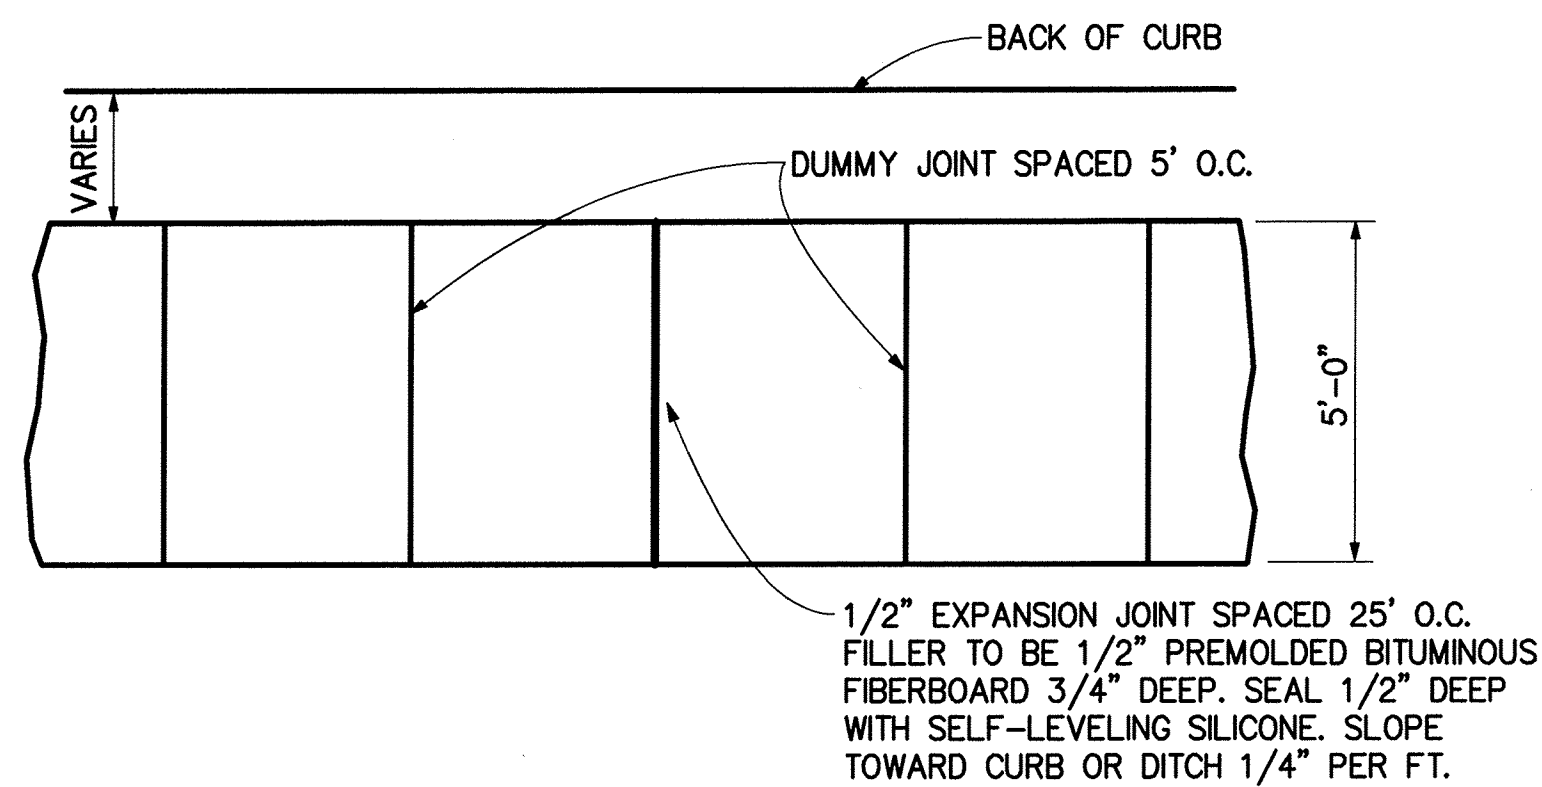 BACK OF CURB
VARIES
DUMMY JOINT SPACED 5' O.C.
5'-0"
1/2" EXPANSION JOINT SPACED 25' O.C.
FILLER TO BE 1/2" PREMOLDED BITUMINOUS
FIBERBOARD 3/4" DEEP. SEAL 1/2" DEEP
WITH SELF-LEVELING SILICONE. SLOPE
TOWARD CURB OR DITCH 1/4" PER FT.